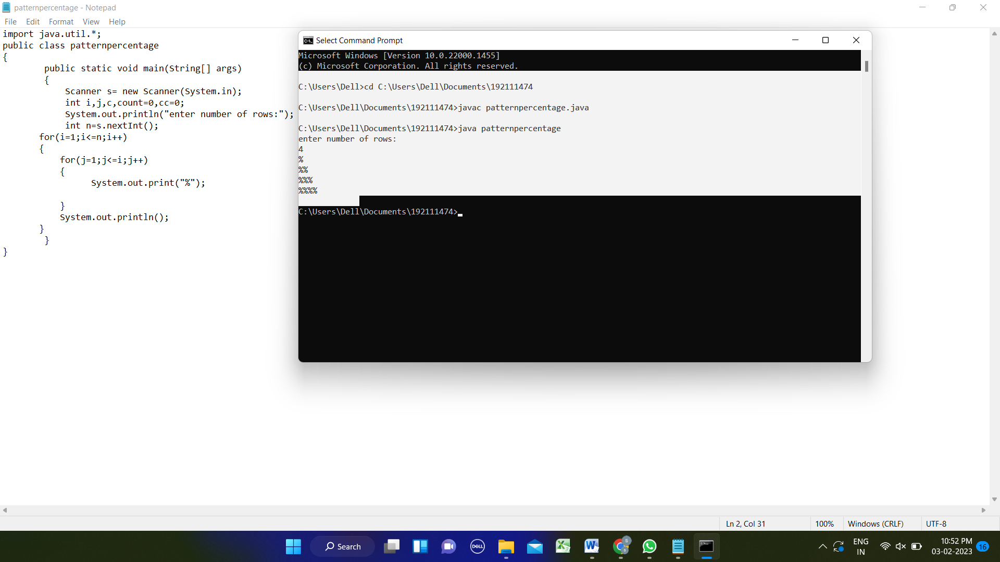 patternpercentage - Notepad
File Edit Format View Help
import java.util.*;
public class patternpercentage
{
public static void main(String[] args)
{
Scanner s= new Scanner(System.in);
int i,j,c,count=0,cc=0;
System.out.println("enter number of rows:");
int n=s.nextInt();
for(i=1;i<=n;i++)
{
for(j=1;j<=i;j++)
{
System.out.print("%");
}
System.out.println();
}
}
}
Select Command Prompt
Microsoft Windows [Version 10.0.22000.1455]
(c) Microsoft Corporation. All rights reserved.
C:\Users\Dell>cd C:\Users\Dell\Documents\192111474
C:\Users\Dell\Documents\192111474>javac patternpercentage.java
C:\Users\Dell\Documents\192111474>java patternpercentage
enter number of rows:
4
%
%%
%%%
%%%%
C:\Users\Dell\Documents\192111474>
Ln 2, Col 31 100% Windows (CRLF) UTF-8
Search
DELL
ENG
IN
10:52 PM
03-02-2023
16